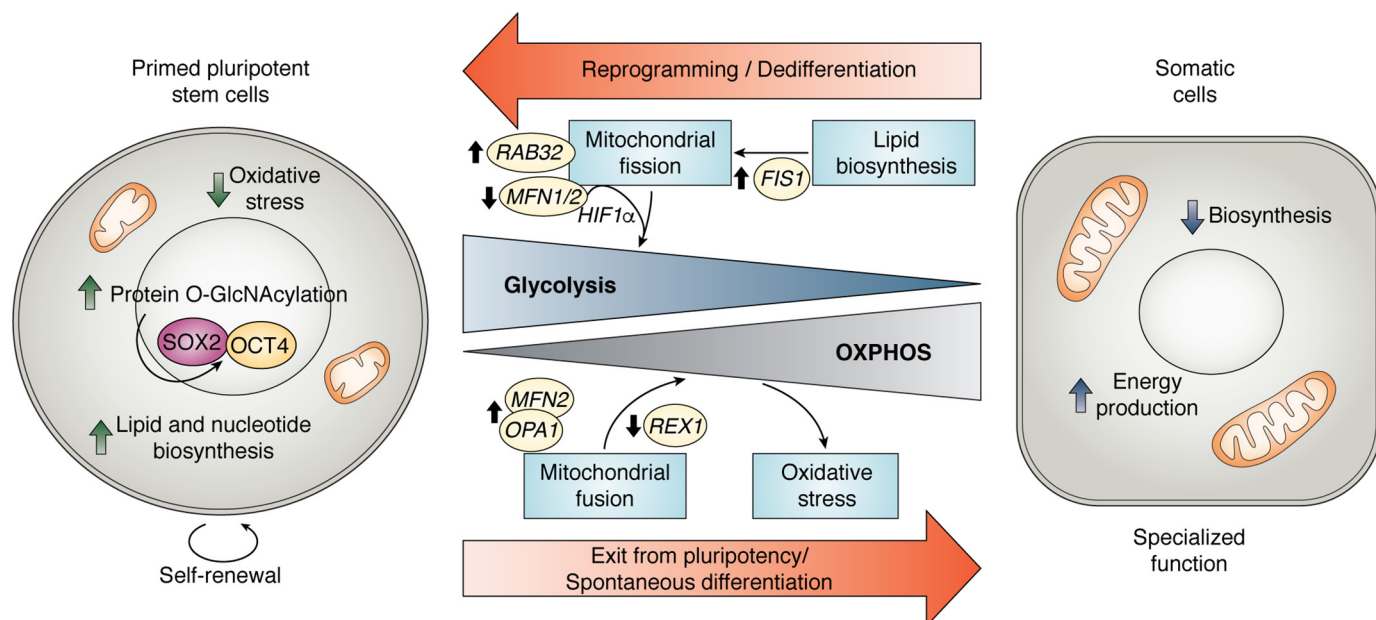 Primed pluripotent
stem cells
Oxidative
stress
Protein O-GlcNAcylation
SOX2
OCT4
Lipid and nucleotide
biosynthesis
Self-renewal
Reprogramming / Dedifferentiation
RAB32
Mitochondrial
fission
Lipid
biosynthesis
MFN1/2
FIS1
HIF1α
Glycolysis
OXPHOS
MFN2
OPA1
REX1
Mitochondrial
fusion
Oxidative
stress
Exit from pluripotency/
Spontaneous differentiation
Somatic
cells
Biosynthesis
Energy
production
Specialized
function